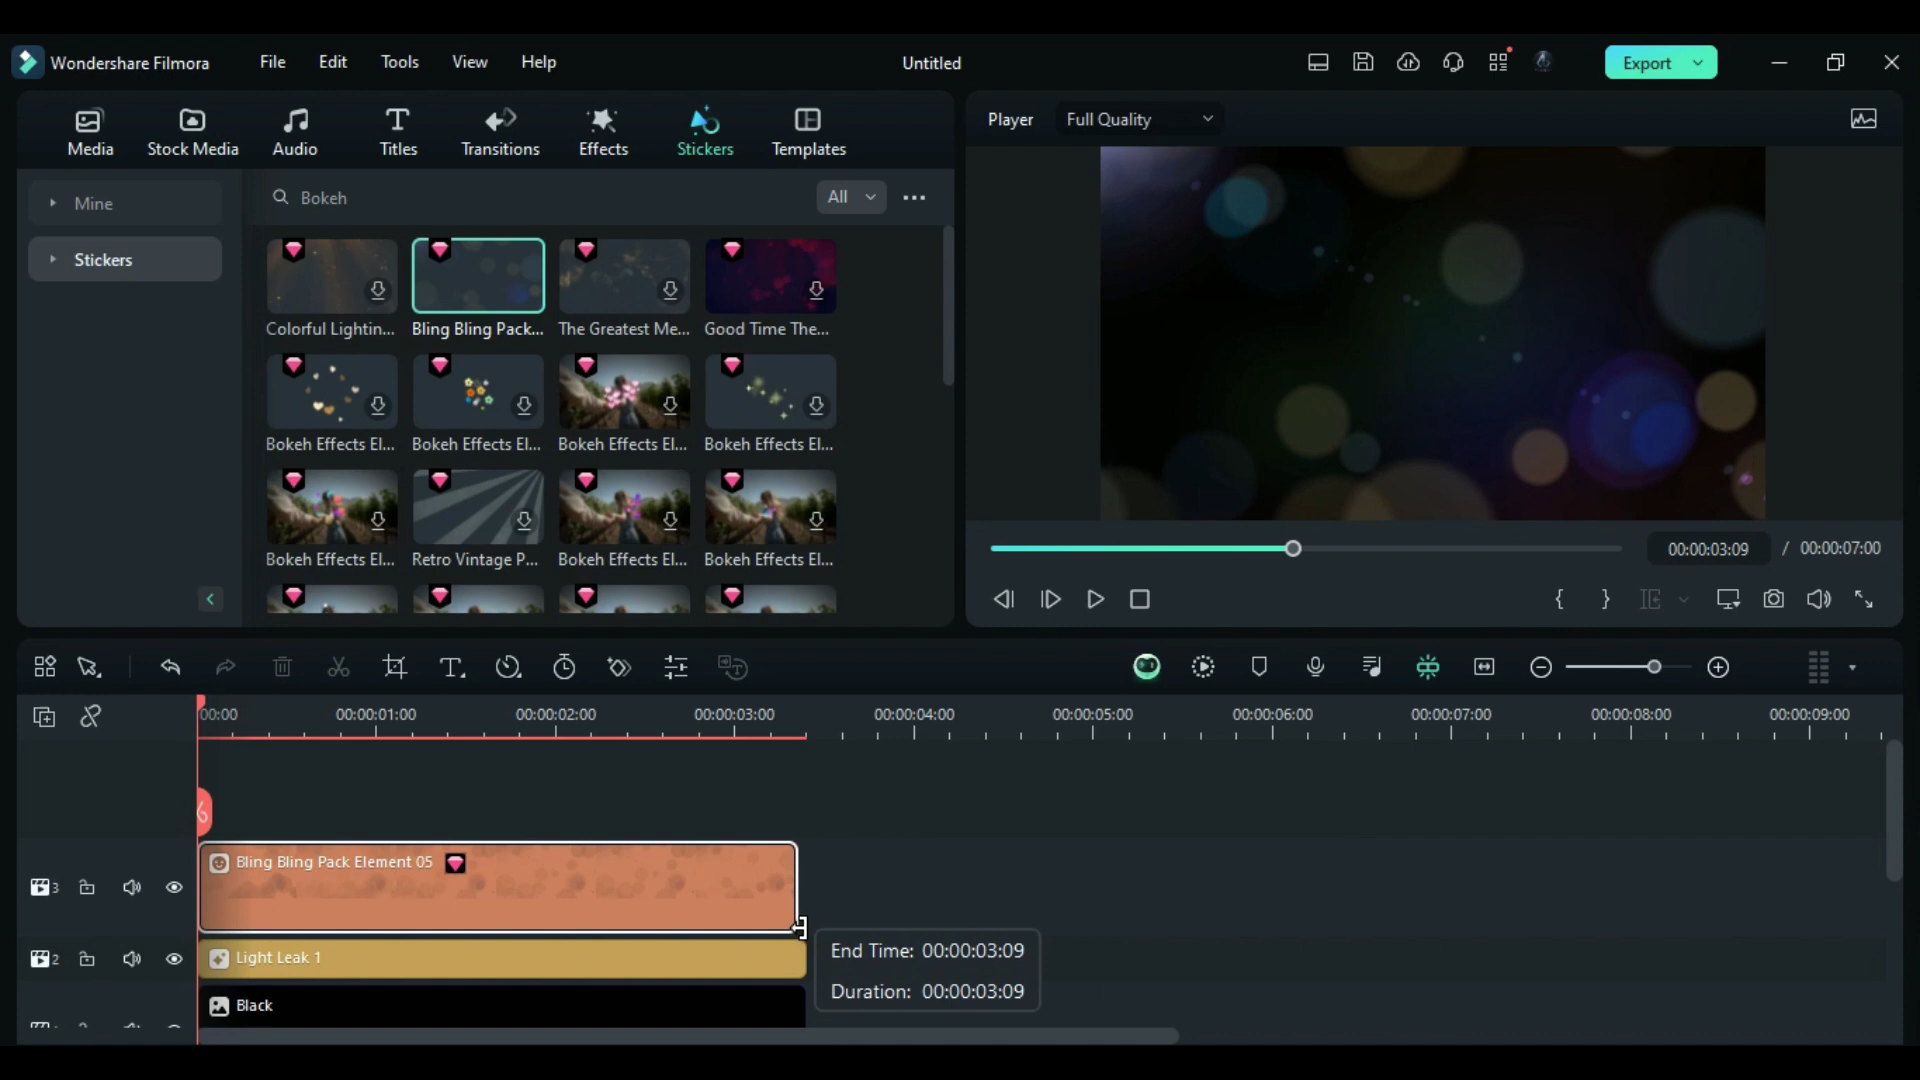 Wondershare Filmora File Edit Tools View Help Untitled Export
Media Stock Media Audio Titles Transitions Effects Stickers Templates
Player Full Quality
Mine
Stickers
Bokeh All
Colorful Lightin... Bling Bling Pack... The Greatest Me... Good Time The...
Bokeh Effects El... Bokeh Effects El... Bokeh Effects El... Bokeh Effects El...
Bokeh Effects El... Retro Vintage P... Bokeh Effects El... Bokeh Effects El...
00:00:03:09 / 00:00:07:00
00:00 00:00:01:00 00:00:02:00 00:00:03:00 00:00:04:00 00:00:05:00 00:00:06:00 00:00:07:00 00:00:08:00 00:00:09:00
Bling Bling Pack Element 05
3
2
Light Leak 1
End Time: 00:00:03:09
Duration: 00:00:03:09
Black